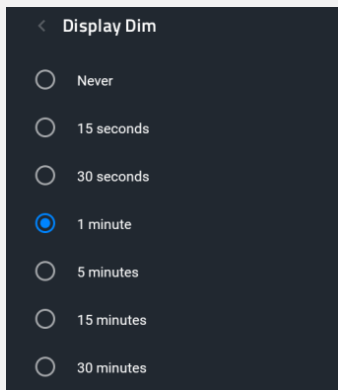 Display Dim
Never
15 seconds
30 seconds
1 minute
5 minutes
15 minutes
30 minutes